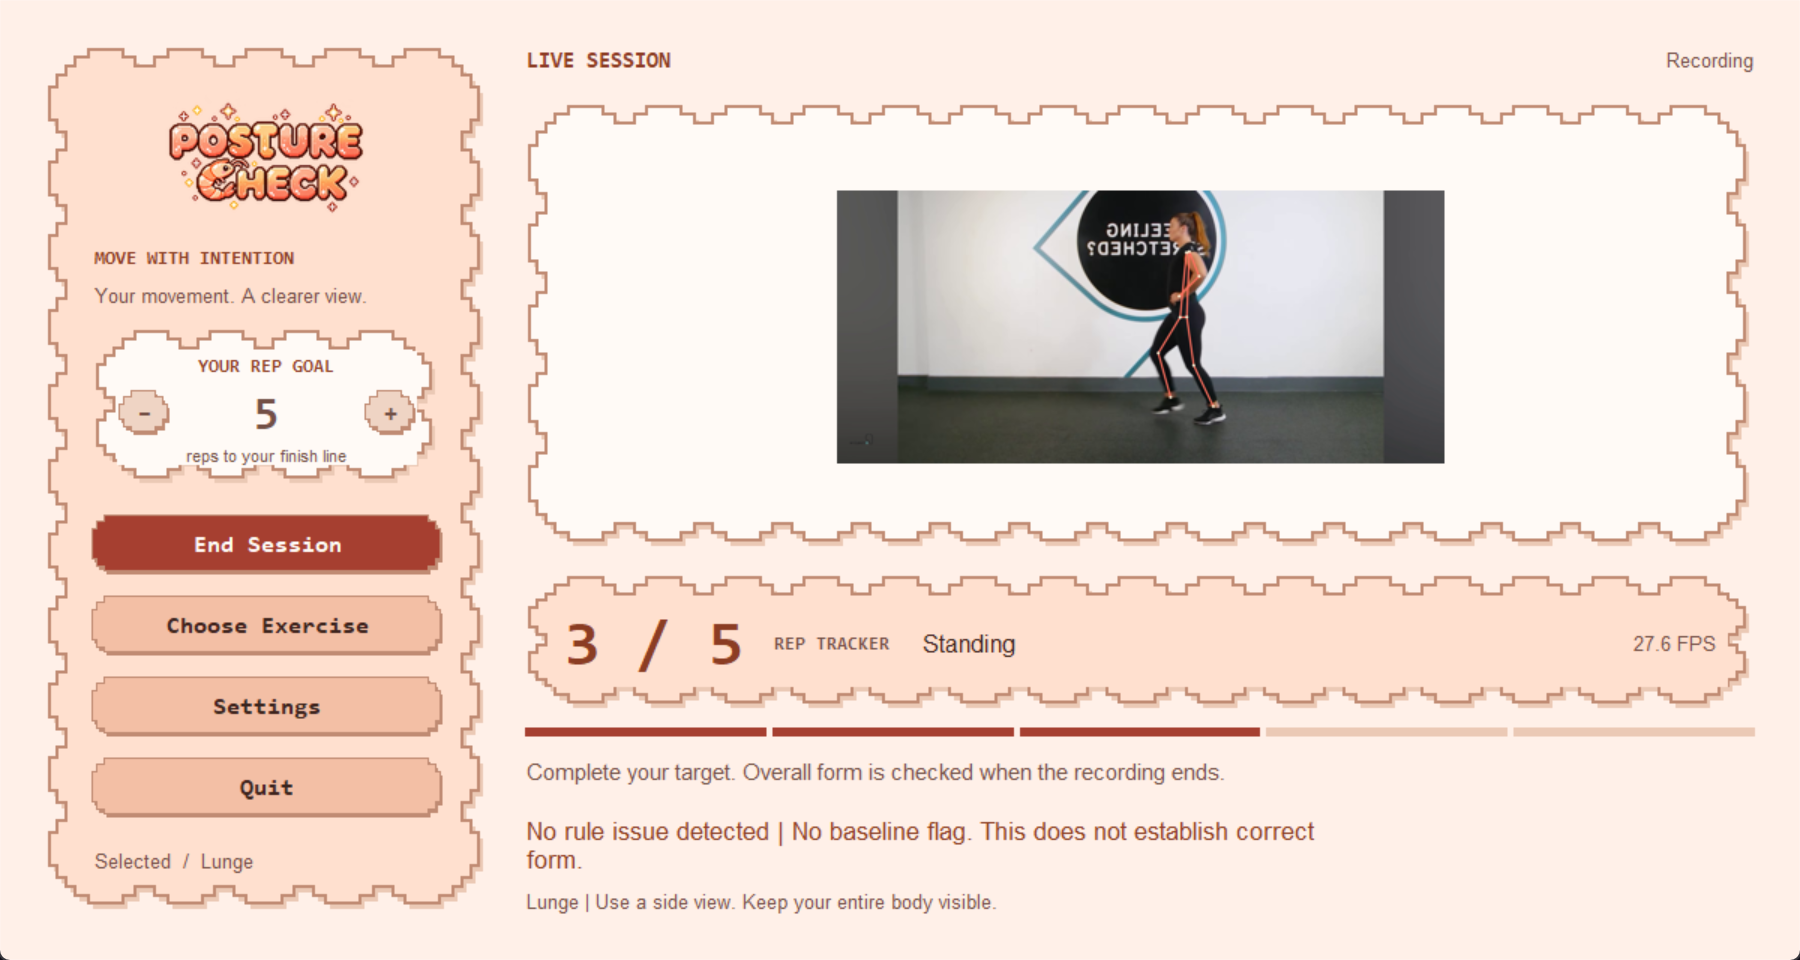 POSTURE
CHECK
MOVE WITH INTENTION
Your movement. A clearer view.
YOUR REP GOAL
- 5 +
reps to your finish line
End Session
Choose Exercise
Settings
Quit
Selected / Lunge
LIVE SESSION
Recording
EELING
RETCHED?
3 / 5 REP TRACKER Standing 27.6 FPS
Complete your target. Overall form is checked when the recording ends.
No rule issue detected | No baseline flag. This does not establish correct
form.
Lunge | Use a side view. Keep your entire body visible.